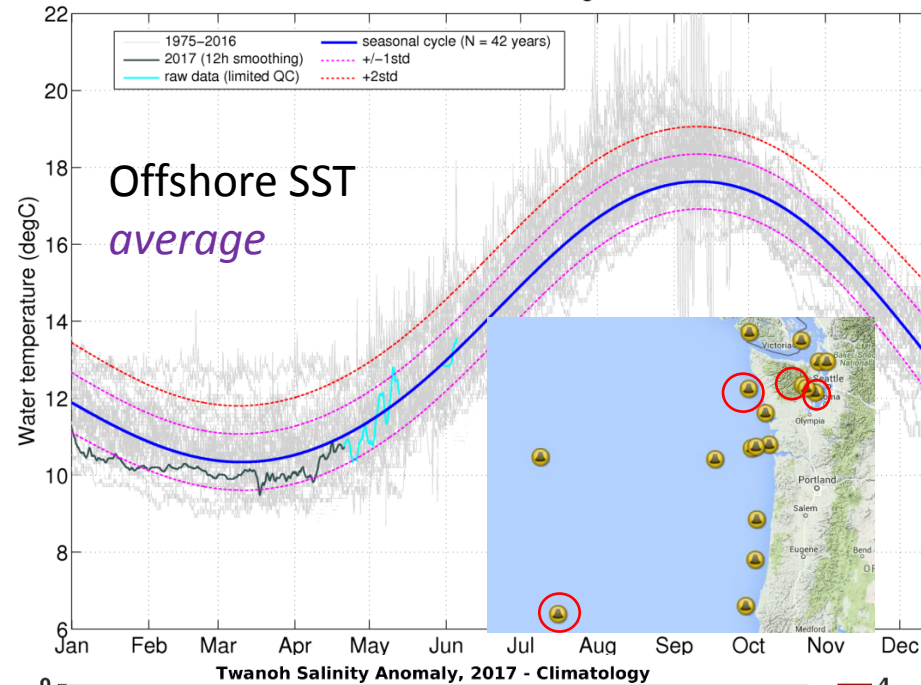 22
20
18
16
14
12
10
8
6
Water temperature (degC)
1975–2016
2017 (12h smoothing)
raw data (limited QC)
seasonal cycle (N = 42 years)
+/−1std
+2std
Offshore SST
average
Victoria
Seattle
Olympia
Portland
Salem
Eugene
Bend
Medford
Jan Feb Mar Apr May Jun Jul Aug Sep Oct Nov Dec
Twanoh Salinity Anomaly, 2017 - Climatology
4